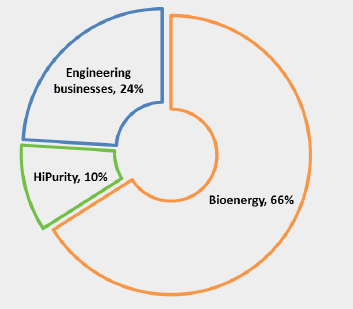 Engineering
businesses, 24%
HiPurity, 10%
Bioenergy, 66%